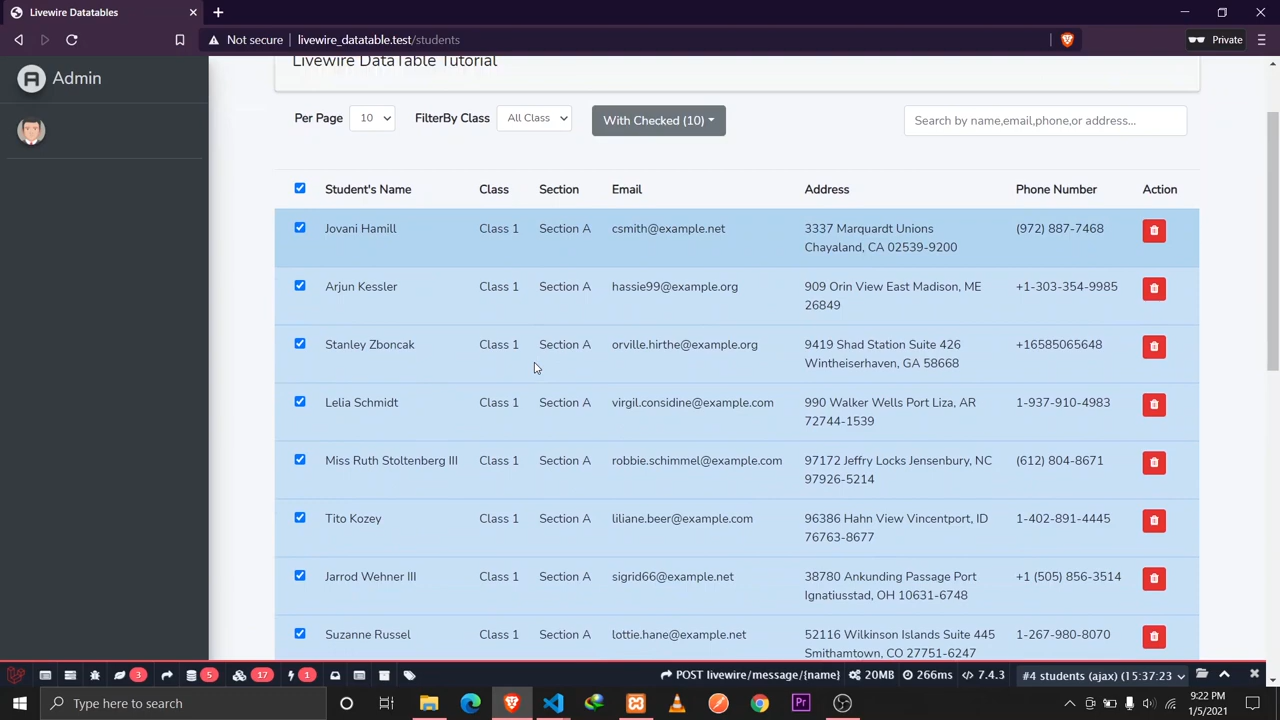 Livewire Datatables
Not secure livewire_datatable.test/students Private
Admin
Livewire DataTable Tutorial
Per Page 10 FilterBy Class All Class With Checked (10) Search by name,email,phone,or address...
Student's Name Class Section Email Address Phone Number Action
Jovani Hamill Class 1 Section A csmith@example.net 3337 Marquardt Unions (972) 887-7468
Chayaland, CA 02539-9200
Arjun Kessler Class 1 Section A hassie99@example.org 909 Orin View East Madison, ME +1-303-354-9985
26849
Stanley Zboncak Class 1 Section A orville.hirthe@example.org 9419 Shad Station Suite 426 +16585065648
Wintheiserhaven, GA 58668
Lelia Schmidt Class 1 Section A virgil.considine@example.com 990 Walker Wells Port Liza, AR 1-937-910-4983
72744-1539
Miss Ruth Stoltenberg III Class 1 Section A robbie.schimmel@example.com 97172 Jeffry Locks Jensenbury, NC (612) 804-8671
97926-5214
Tito Kozey Class 1 Section A liliane.beer@example.com 96386 Hahn View Vincentport, ID 1-402-891-4445
76763-8677
Jarrod Wehner III Class 1 Section A sigrid66@example.net 38780 Ankunding Passage Port +1 (505) 856-3514
Ignatiusstad, OH 10631-6748
Suzanne Russel Class 1 Section A lottie.hane@example.net 52116 Wilkinson Islands Suite 445 1-267-980-8070
Smithamtown, CO 27751-6247
3 5 17 1 POST livewire/message/{name} 20MB 266ms 7.4.3 #4 students (ajax) (15:37:23)
Type here to search Pr 9:22 PM
1/5/2021